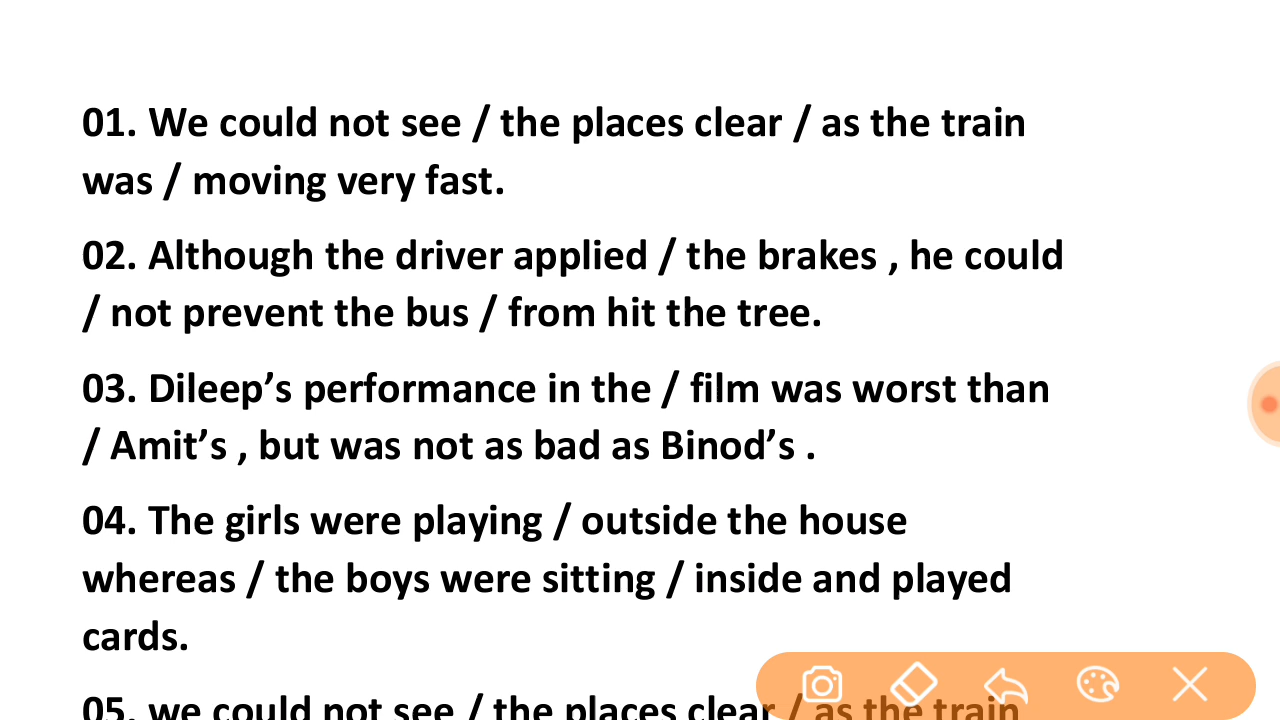 01. We could not see / the places clear / as the train
was / moving very fast.
02. Although the driver applied / the brakes , he could
/ not prevent the bus / from hit the tree.
03. Dileep’s performance in the / film was worst than
/ Amit’s , but was not as bad as Binod’s .
04. The girls were playing / outside the house
whereas / the boys were sitting / inside and played
cards.
05. we could not see / the places clear / as the train